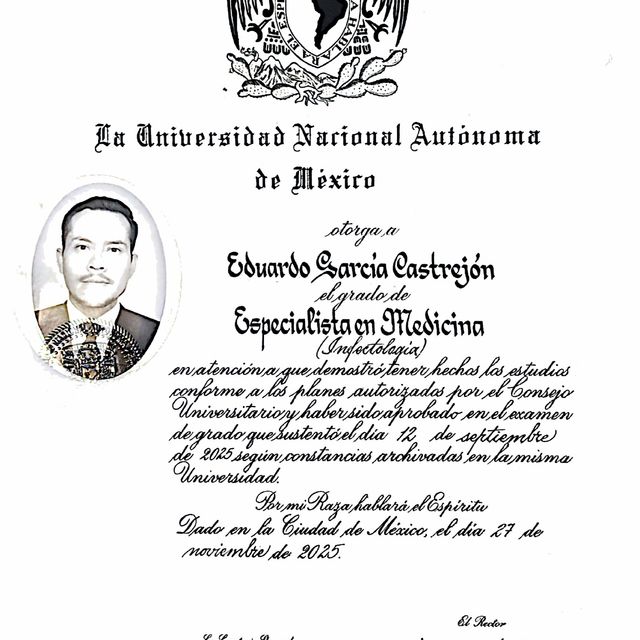 HABLARA EL ESP
La Universidad Nacional Autónoma
de México
otorga a
Eduardo García Castrejón
el grado de
Especialista en Medicina
(Infectología)
en atención a que demostró tener hechos los estudios
conforme a los planes autorizados por el Consejo
Universitario y haber sido aprobado en el examen
de grado que sustentó el día 12 de septiembre
de 2025 según constancias archivadas en la misma
Universidad.
Por mi Raza hablará el Espíritu
Dado en la Ciudad de México, el día 27 de
noviembre de 2025.
El Rector